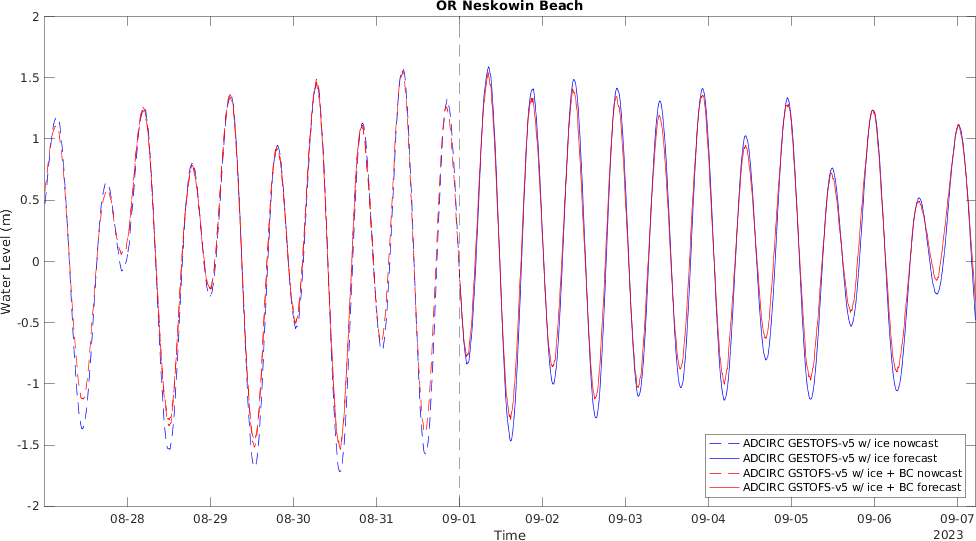 OR Neskowin Beach
2
1.5
1
0.5
0
-0.5
-1
-1.5
-2
Water Level (m)
ADCIRC GESTOFS-v5 w/ ice nowcast
ADCIRC GESTOFS-v5 w/ ice forecast
ADCIRC GSTOFS-v5 w/ ice + BC nowcast
ADCIRC GSTOFS-v5 w/ ice + BC forecast
08-28 08-29 08-30 08-31 09-01 09-02 09-03 09-04 09-05 09-06 09-07
Time
2023